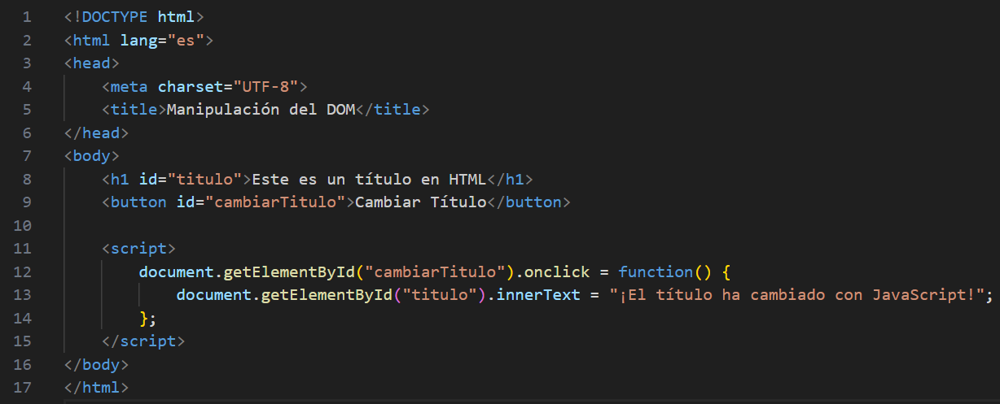 1 <!DOCTYPE html>
2 <html lang="es">
3 <head>
4     <meta charset="UTF-8">
5     <title>Manipulación del DOM</title>
6 </head>
7 <body>
8     <h1 id="titulo">Este es un título en HTML</h1>
9     <button id="cambiarTitulo">Cambiar Título</button>
10
11     <script>
12         document.getElementById("cambiarTitulo").onclick = function() {
13             document.getElementById("titulo").innerText = "¡El título ha cambiado con JavaScript!";
14         };
15     </script>
16 </body>
17 </html>